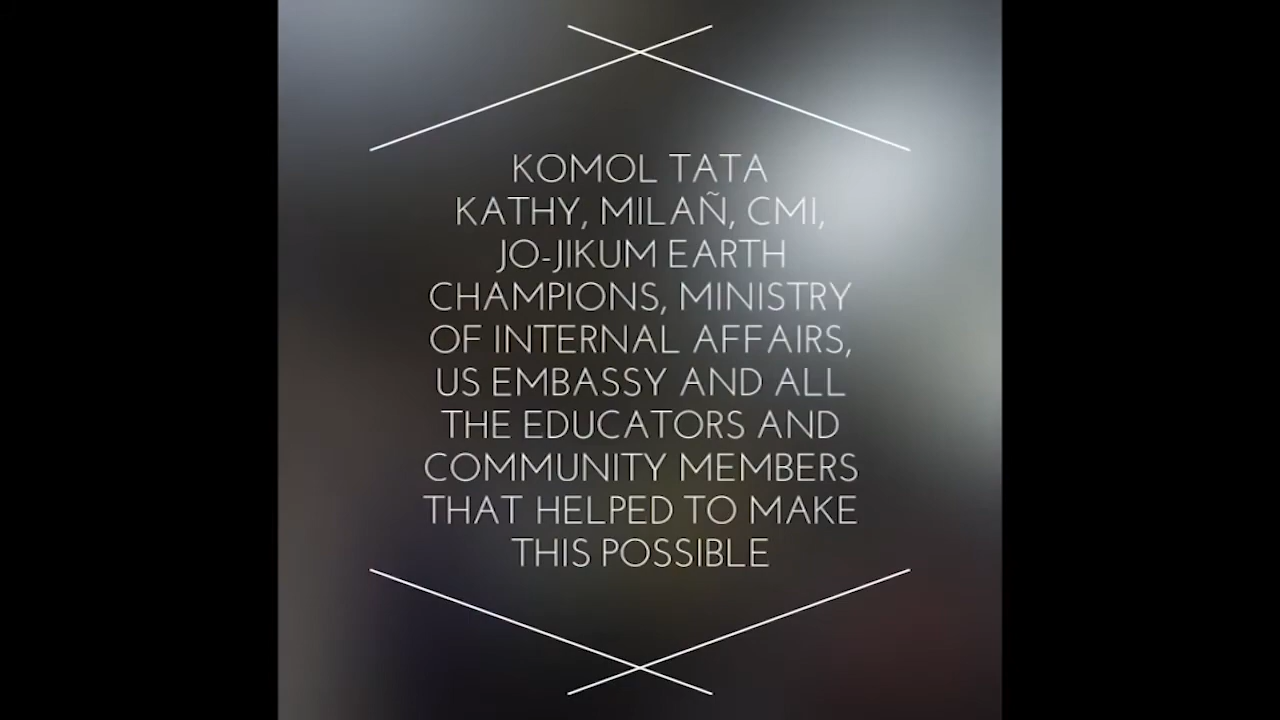 KOMOL TATA
KATHY, MILAÑ, CMI,
JO-JIKUM EARTH
CHAMPIONS, MINISTRY
OF INTERNAL AFFAIRS,
US EMBASSY AND ALL
THE EDUCATORS AND
COMMUNITY MEMBERS
THAT HELPED TO MAKE
THIS POSSIBLE